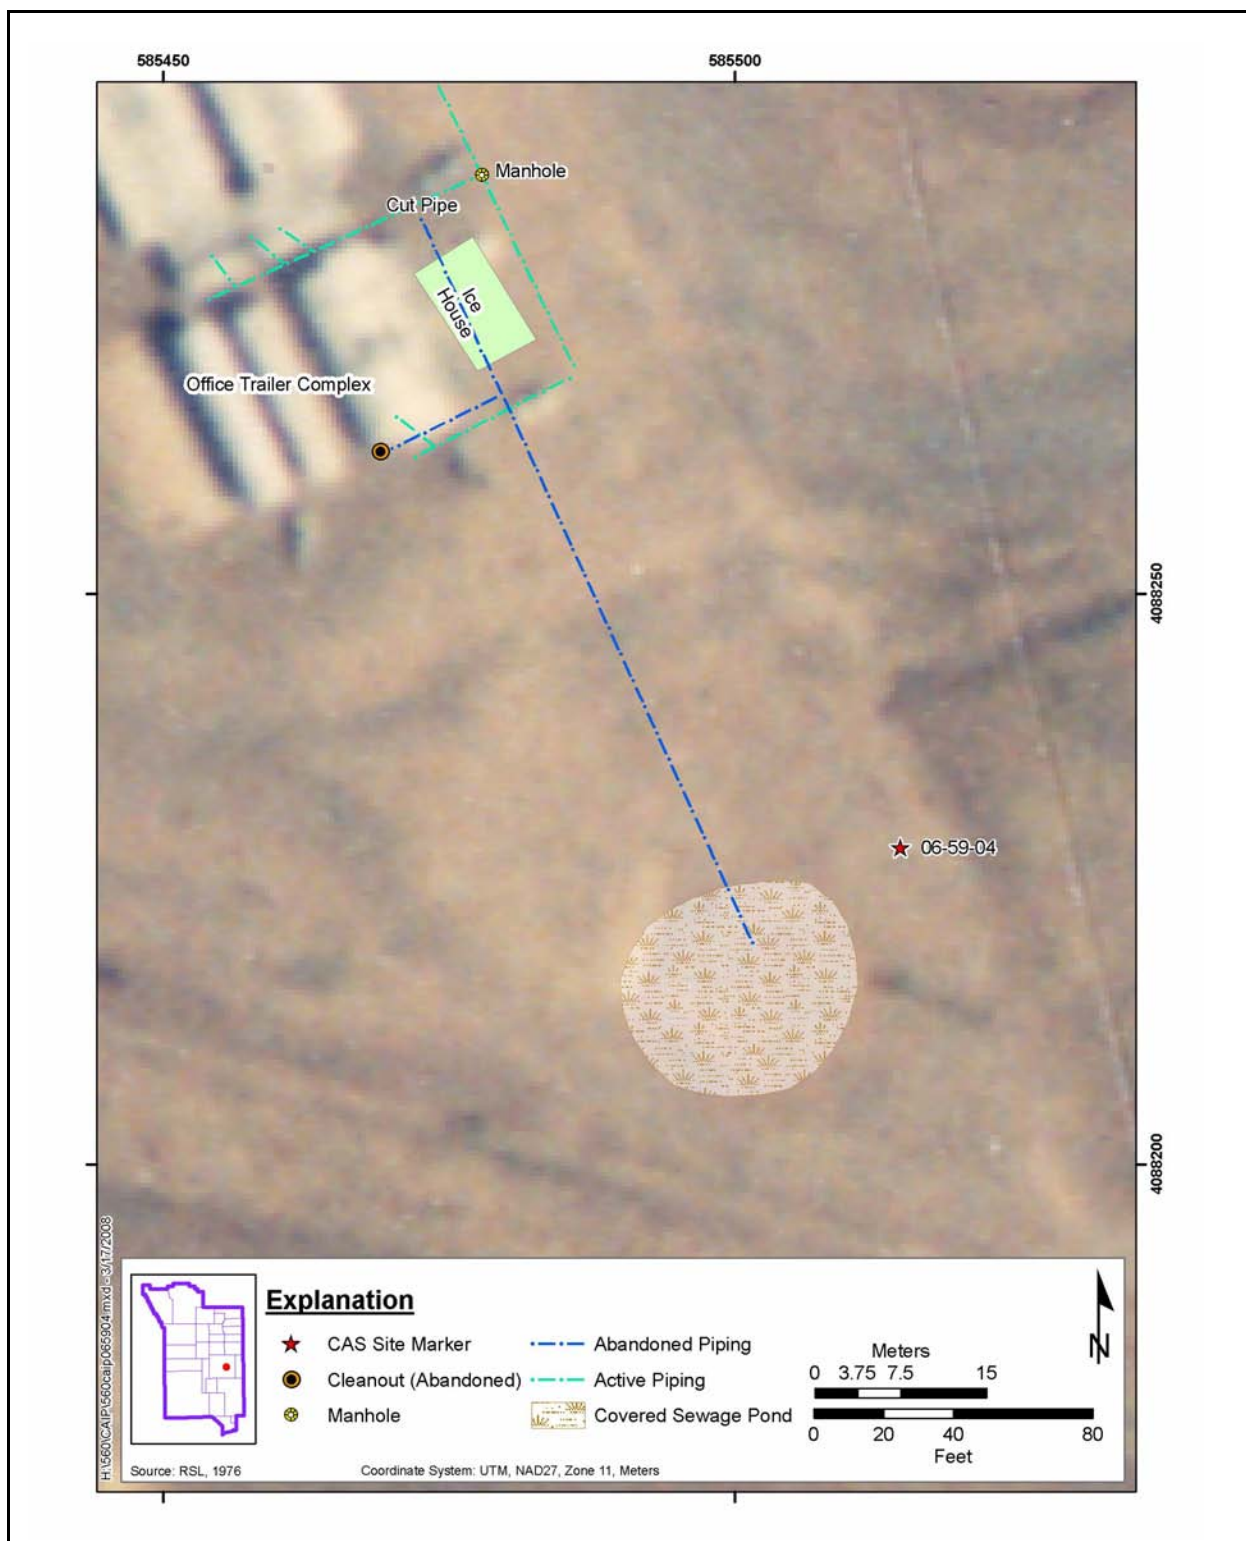 585450
585500
Manhole
Cut Pipe
Ice
House
Office Trailer Complex
4088250
06-59-04
4088200
H:\560\CAIP\560caip065904.mxd - 3/17/2008
Explanation
CAS Site Marker
Cleanout (Abandoned)
Manhole
Abandoned Piping
Active Piping
Covered Sewage Pond
N
Meters
0 3.75 7.5 15
0 20 40 80
Feet
Source: RSL, 1976
Coordinate System: UTM, NAD27, Zone 11, Meters